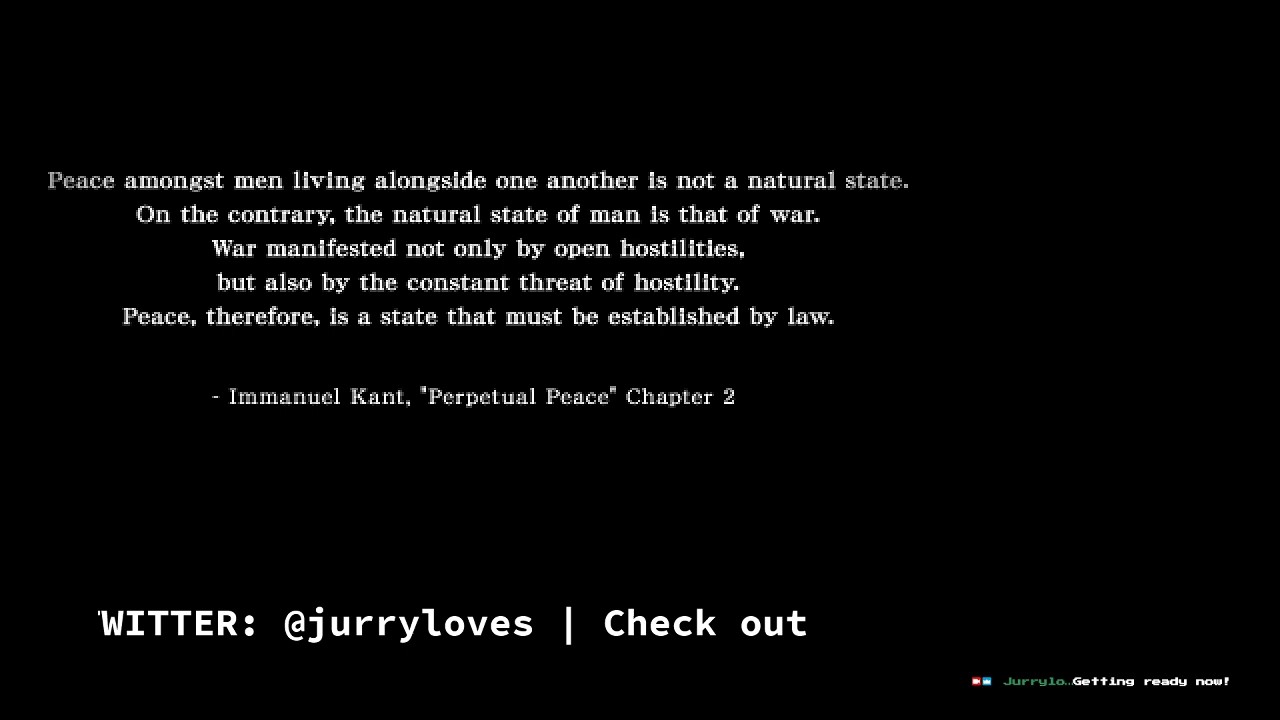 Peace amongst men living alongside one another is not a natural state.
On the contrary, the natural state of man is that of war.
War manifested not only by open hostilities,
but also by the constant threat of hostility.
Peace, therefore, is a state that must be established by law.
- Immanuel Kant, "Perpetual Peace" Chapter 2
WITTER: @jurryloves | Check out
Jurrylo… Getting ready now!